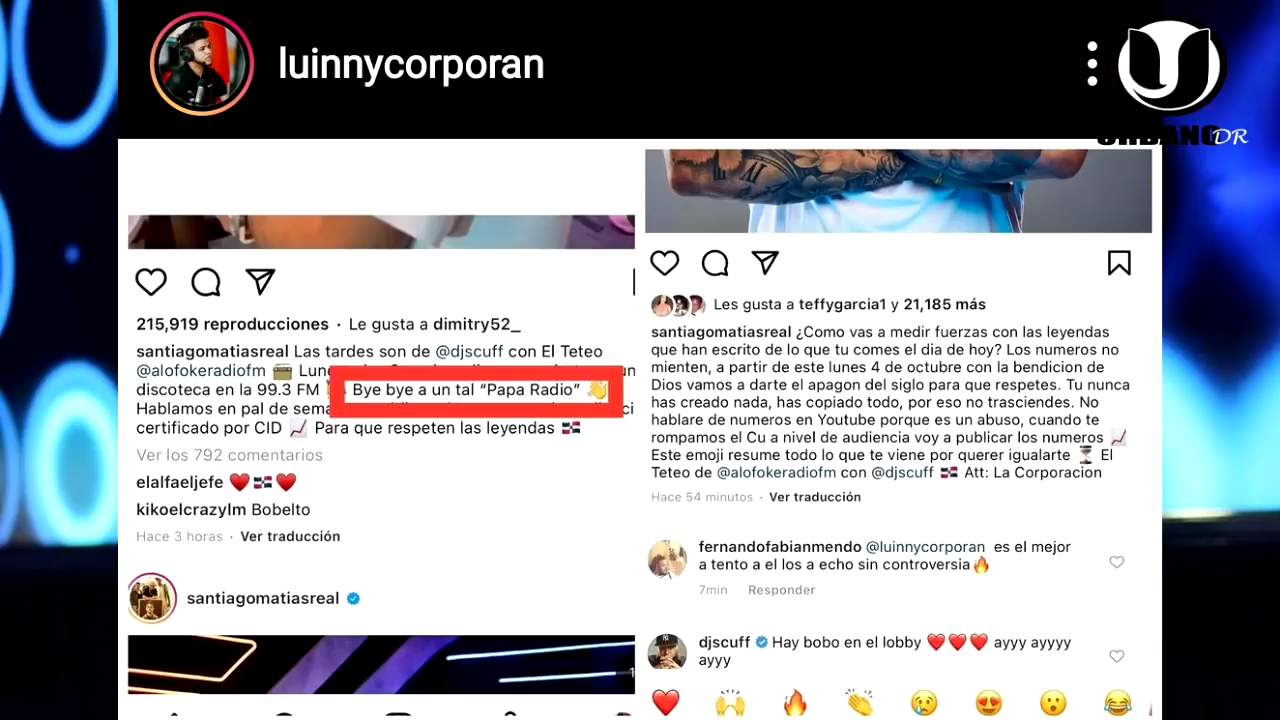 luinnycorporan
URBANO DR
215,919 reproducciones · Le gusta a dimitry52_
santiagomatiasreal Las tardes son de @djscuff con El Teteo
@alofokeradiofm 📻 Lun
discoteca en la 99.3 FM
Bye bye a un tal “Papa Radio” 👋
Hablamos en pal de sema
certificado por CID 📈 Para que respeten las leyendas 🇩🇴
Ver los 792 comentarios
elalfaeljefe ❤️🇩🇴❤️
kikoelcrazylm Bobelto
Hace 3 horas · Ver traducción
santiagomatiasreal
Les gusta a teffygarcia1 y 21,185 más
santiagomatiasreal ¿Como vas a medir fuerzas con las leyendas
que han escrito de lo que tu comes el dia de hoy? Los numeros no
mienten, a partir de este lunes 4 de octubre con la bendicion de
Dios vamos a darte el apagon del siglo para que respetes. Tu nunca
has creado nada, has copiado todo, por eso no trasciendes. No
hablare de numeros en Youtube porque es un abuso, cuando te
rompamos el Cu a nivel de audiencia voy a publicar los numeros 📈
Este emoji resume todo lo que te viene por querer igualarte ⏳ El
Teteo de @alofokeradiofm con @djscuff 🇩🇴 Att: La Corporacion
Hace 54 minutos · Ver traducción
fernandofabianmendo @luinnycorporan es el mejor
a tento a el los a echo sin controversia🔥
7min Responder
djscuff Hay bobo en el lobby ❤️❤️❤️ ayyy ayyyy
ayyy